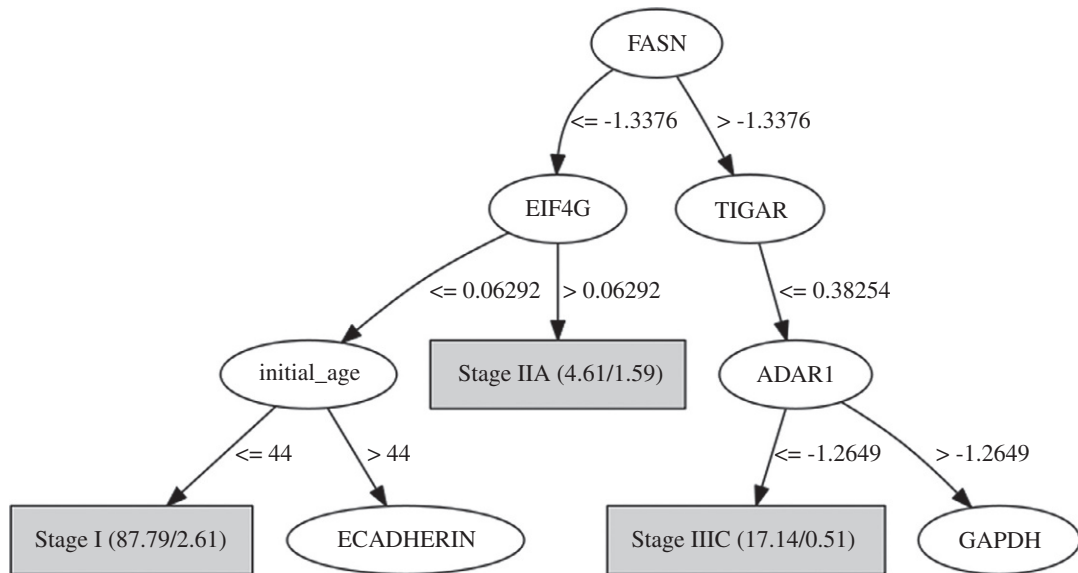 FASN
<= -1.3376
> -1.3376
EIF4G
TIGAR
<= 0.06292
> 0.06292
<= 0.38254
initial_age
Stage IIA (4.61/1.59)
ADAR1
<= 44
> 44
<= -1.2649
> -1.2649
Stage I (87.79/2.61)
ECADHERIN
Stage IIIC (17.14/0.51)
GAPDH